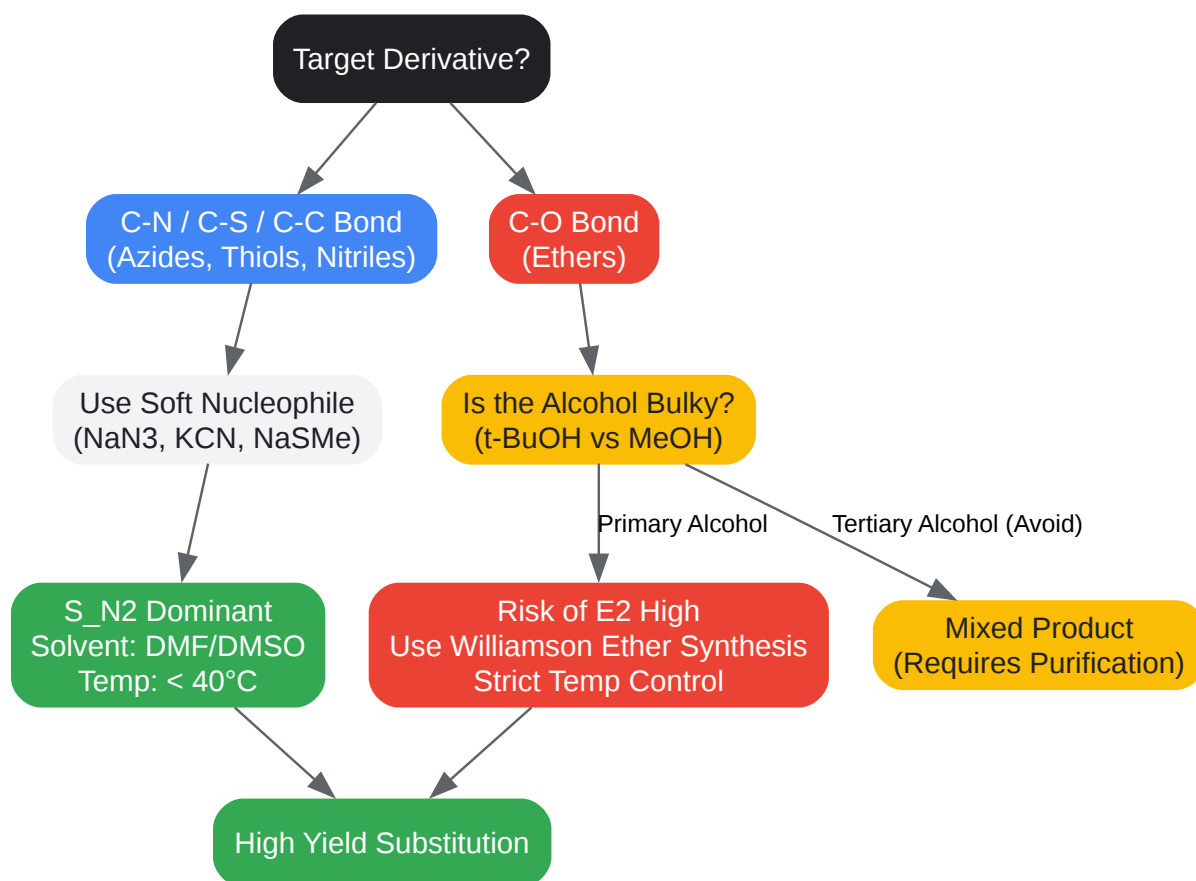 Target Derivative?
C-N / C-S / C-C Bond
(Azides, Thiols, Nitriles)
C-O Bond
(Ethers)
Use Soft Nucleophile
(NaN3, KCN, NaSMe)
Is the Alcohol Bulky?
(t-BuOH vs MeOH)
Primary Alcohol
Tertiary Alcohol (Avoid)
S_N2 Dominant
Solvent: DMF/DMSO
Temp: < 40°C
Risk of E2 High
Use Williamson Ether Synthesis
Strict Temp Control
Mixed Product
(Requires Purification)
High Yield Substitution